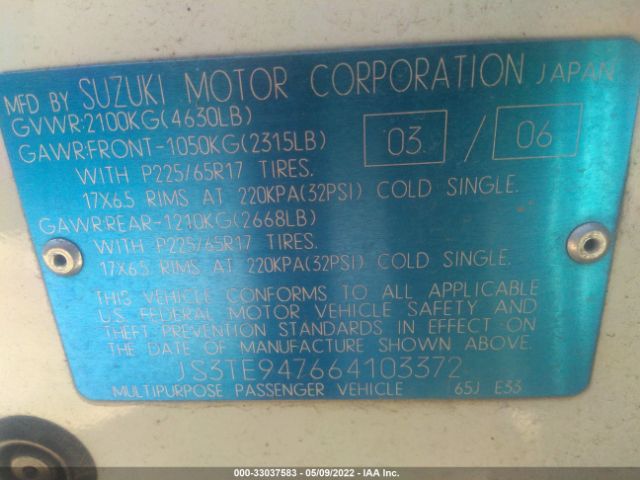 MFD BY SUZUKI MOTOR CORPORATION JAPAN
GVWR:2100KG(4630LB)
GAWR:FRONT-1050KG(2315LB) 03 / 06
WITH P225/65R17 TIRES.
17X6.5 RIMS AT 220KPA(32PSI) COLD SINGLE.
GAWR:REAR-1210KG(2668LB)
WITH P225/65R17 TIRES.
17X6.5 RIMS AT 220KPA(32PSI) COLD SINGLE.
THIS VEHICLE CONFORMS TO ALL APPLICABLE
U.S. FEDERAL MOTOR VEHICLE SAFETY AND
THEFT PREVENTION STANDARDS IN EFFECT ON
THE DATE OF MANUFACTURE SHOWN ABOVE.
JS3TE947664103372
MULTIPURPOSE PASSENGER VEHICLE 65J E33
000-33037583 - 05/09/2022 - IAA Inc.